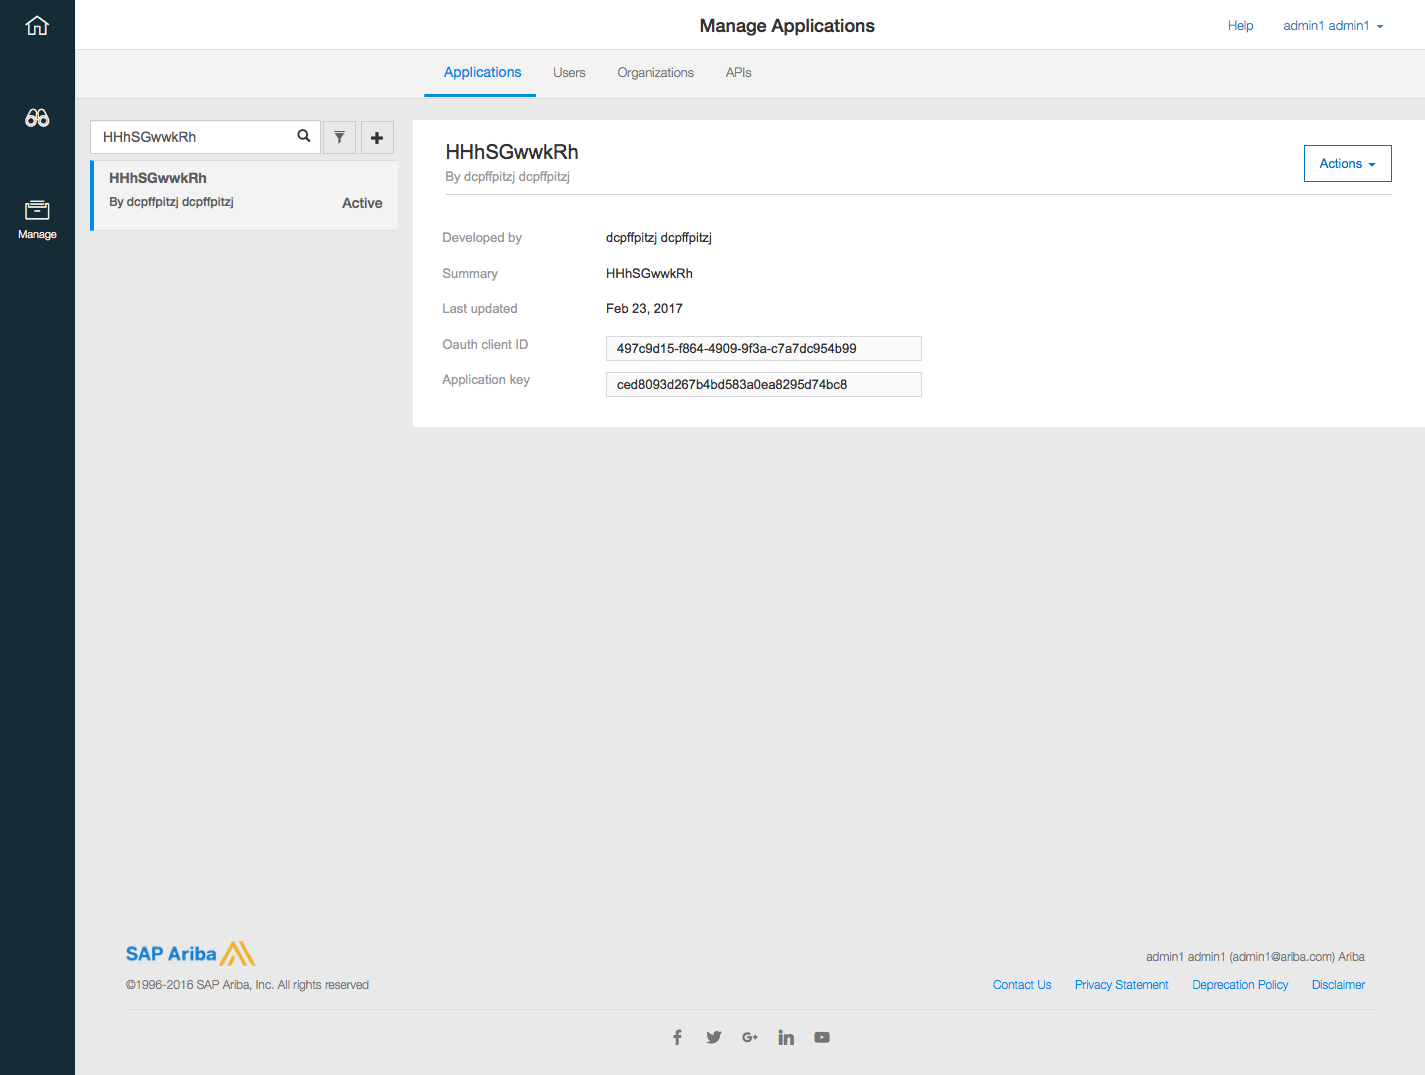 Manage Applications
Help
admin1 admin1
Applications
Users
Organizations
APIs
Manage
HHhSGwwkRh
HHhSGwwkRh
By dcpffpitzj dcpffpitzj
Active
HHhSGwwkRh
By dcpffpitzj dcpffpitzj
Actions
Developed by
dcpffpitzj dcpffpitzj
Summary
HHhSGwwkRh
Last updated
Feb 23, 2017
Oauth client ID
497c9d15-f864-4909-9f3a-c7a7dc954b99
Application key
ced8093d267b4bd583a0ea8295d74bc8
SAP Ariba
©1996-2016 SAP Ariba, Inc. All rights reserved
admin1 admin1 (admin1@ariba.com) Ariba
Contact Us
Privacy Statement
Deprecation Policy
Disclaimer